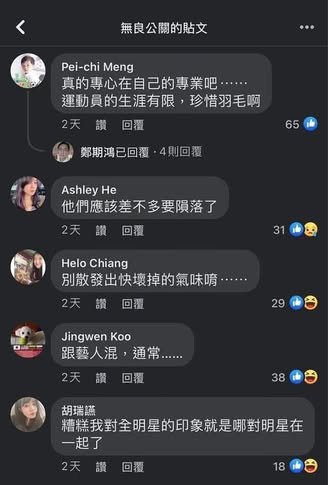 無良公關的貼文
Pei-chi Meng
真的專心在自己的專業吧⋯⋯
運動員的生涯有限，珍惜羽毛啊
2天 讚 回覆 65
鄭期鴻已回覆·4則回覆
Ashley He
他們應該差不多要隕落了
2天 讚 回覆 31
Helo Chiang
別散發出快壞掉的氣味唷⋯⋯
2天 讚 回覆 29
Jingwen Koo
跟藝人混，通常......
2天 讚 回覆 38
胡瑞讌
糟糕我對全明星的印象就是哪對明星在
一起了
2天 讚 回覆 18